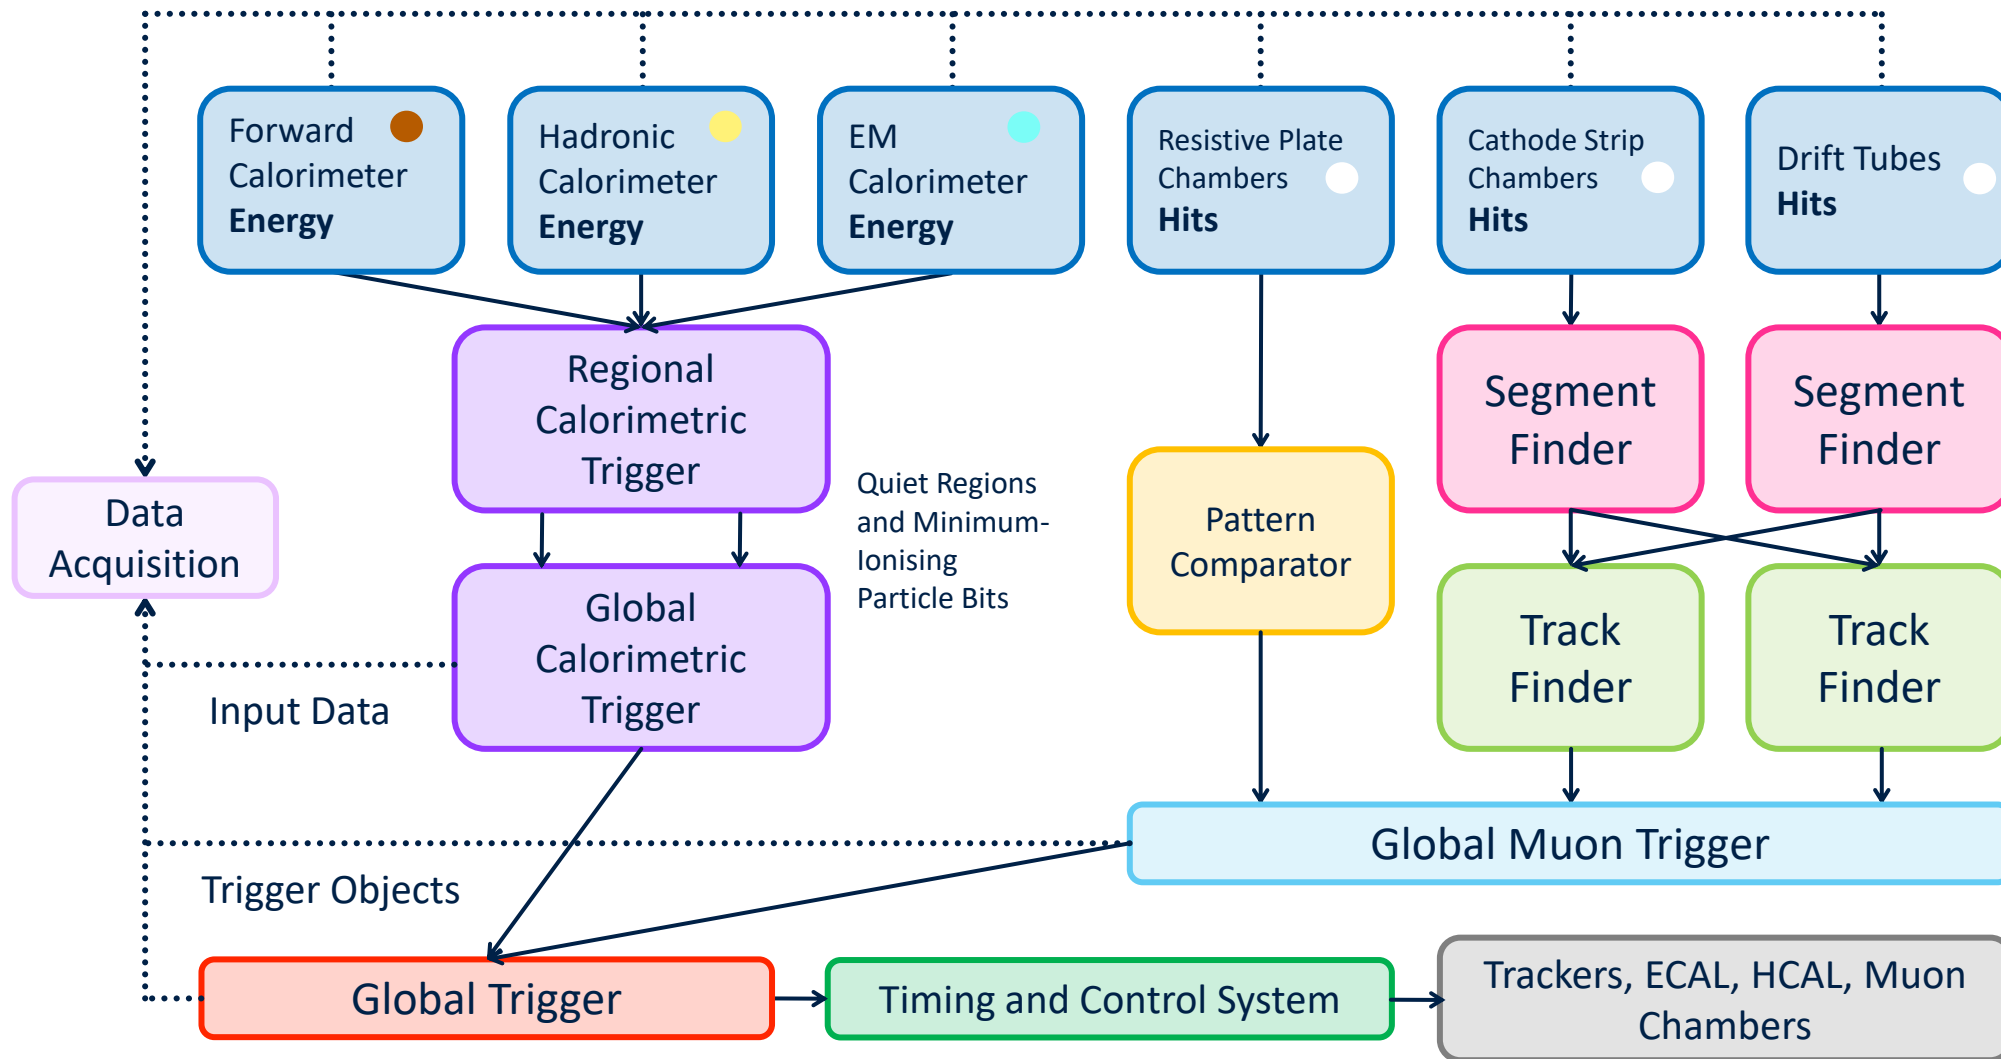 Forward
Calorimeter
Energy
Hadronic
Calorimeter
Energy
EM
Calorimeter
Energy
Resistive Plate
Chambers
Hits
Cathode Strip
Chambers
Hits
Drift Tubes
Hits
Regional
Calorimetric
Trigger
Segment
Finder
Segment
Finder
Data
Acquisition
Quiet Regions
and Minimum-
Ionising
Particle Bits
Pattern
Comparator
Global
Calorimetric
Trigger
Track
Finder
Track
Finder
Input Data
Global Muon Trigger
Trigger Objects
Global Trigger
Timing and Control System
Trackers, ECAL, HCAL, Muon
Chambers